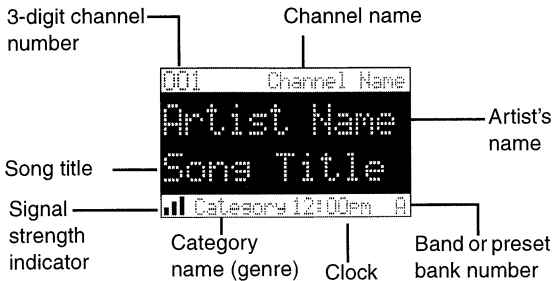 3-digit channel number
Channel name
001 Channel Name
Artist Name
Artist's name
Song title
Song Title
Signal strength indicator
Category 12:00pm A
Category name (genre)
Clock
Band or preset bank number